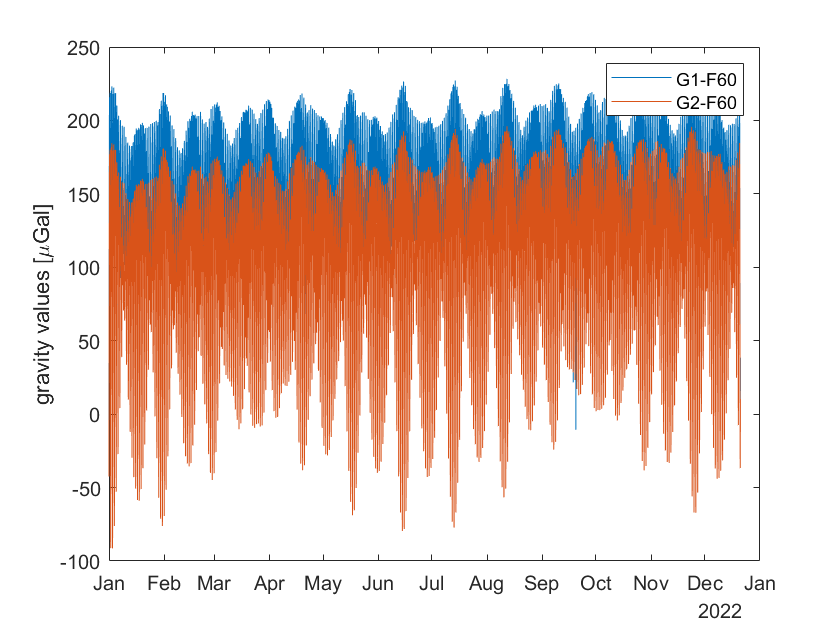 250
200
150
100
50
0
-50
-100
gravity values [μGal]
G1-F60
G2-F60
Jan Feb Mar Apr May Jun Jul Aug Sep Oct Nov Dec Jan
2022